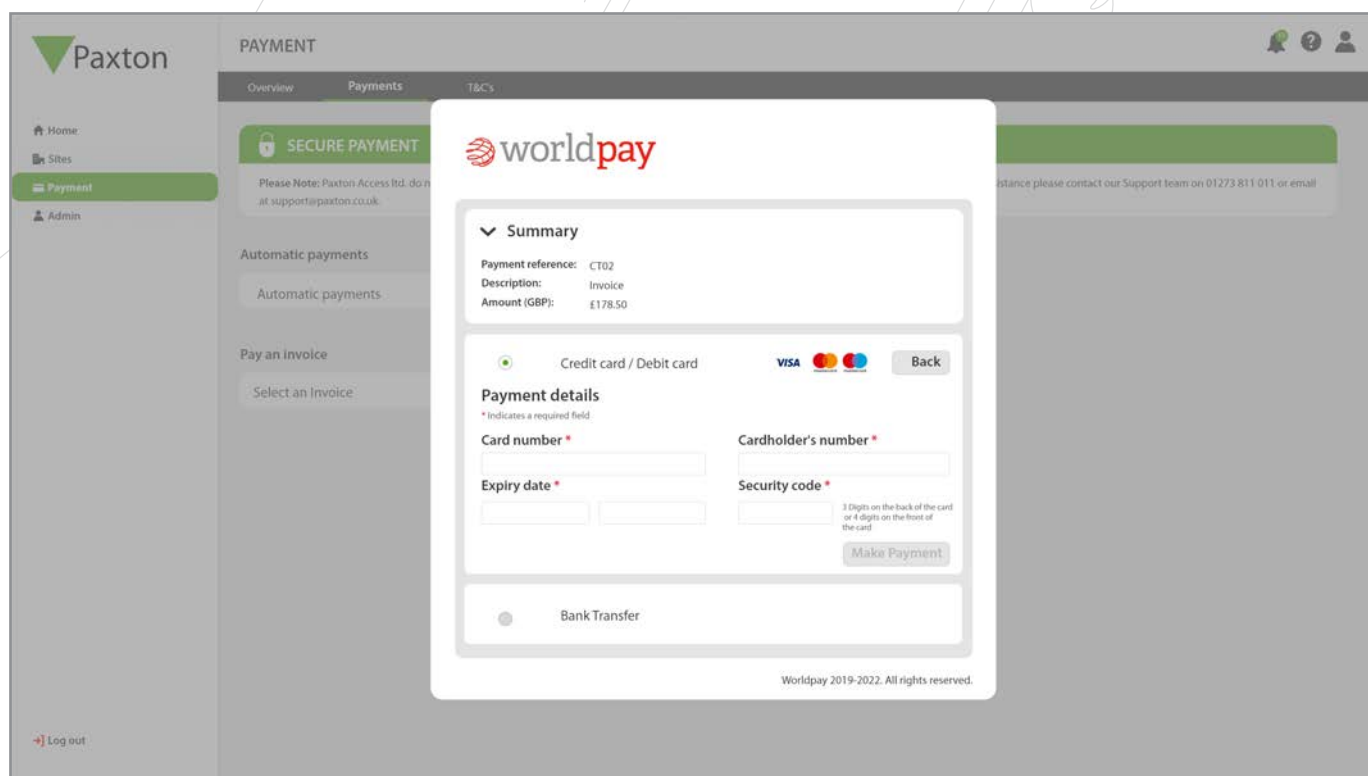 Paxton
PAYMENT
Overview Payments T&C's
Home
Sites
Payment
Admin
SECURE PAYMENT
Please Note: Paxton Access ltd. do n
istance please contact our Support team on 01273 811 011 or email
at support@paxton.co.uk.
Automatic payments
Automatic payments
Pay an invoice
Select an Invoice
worldpay
Summary
Payment reference: CT02
Description: Invoice
Amount (GBP): £178.50
Credit card / Debit card VISA Back
Payment details
* Indicates a required field
Card number * Cardholder's number *
Expiry date * Security code *
3 Digits on the back of the card
or 4 digits on the front of
the card
Make Payment
Bank Transfer
Worldpay 2019-2022. All rights reserved.
Log out